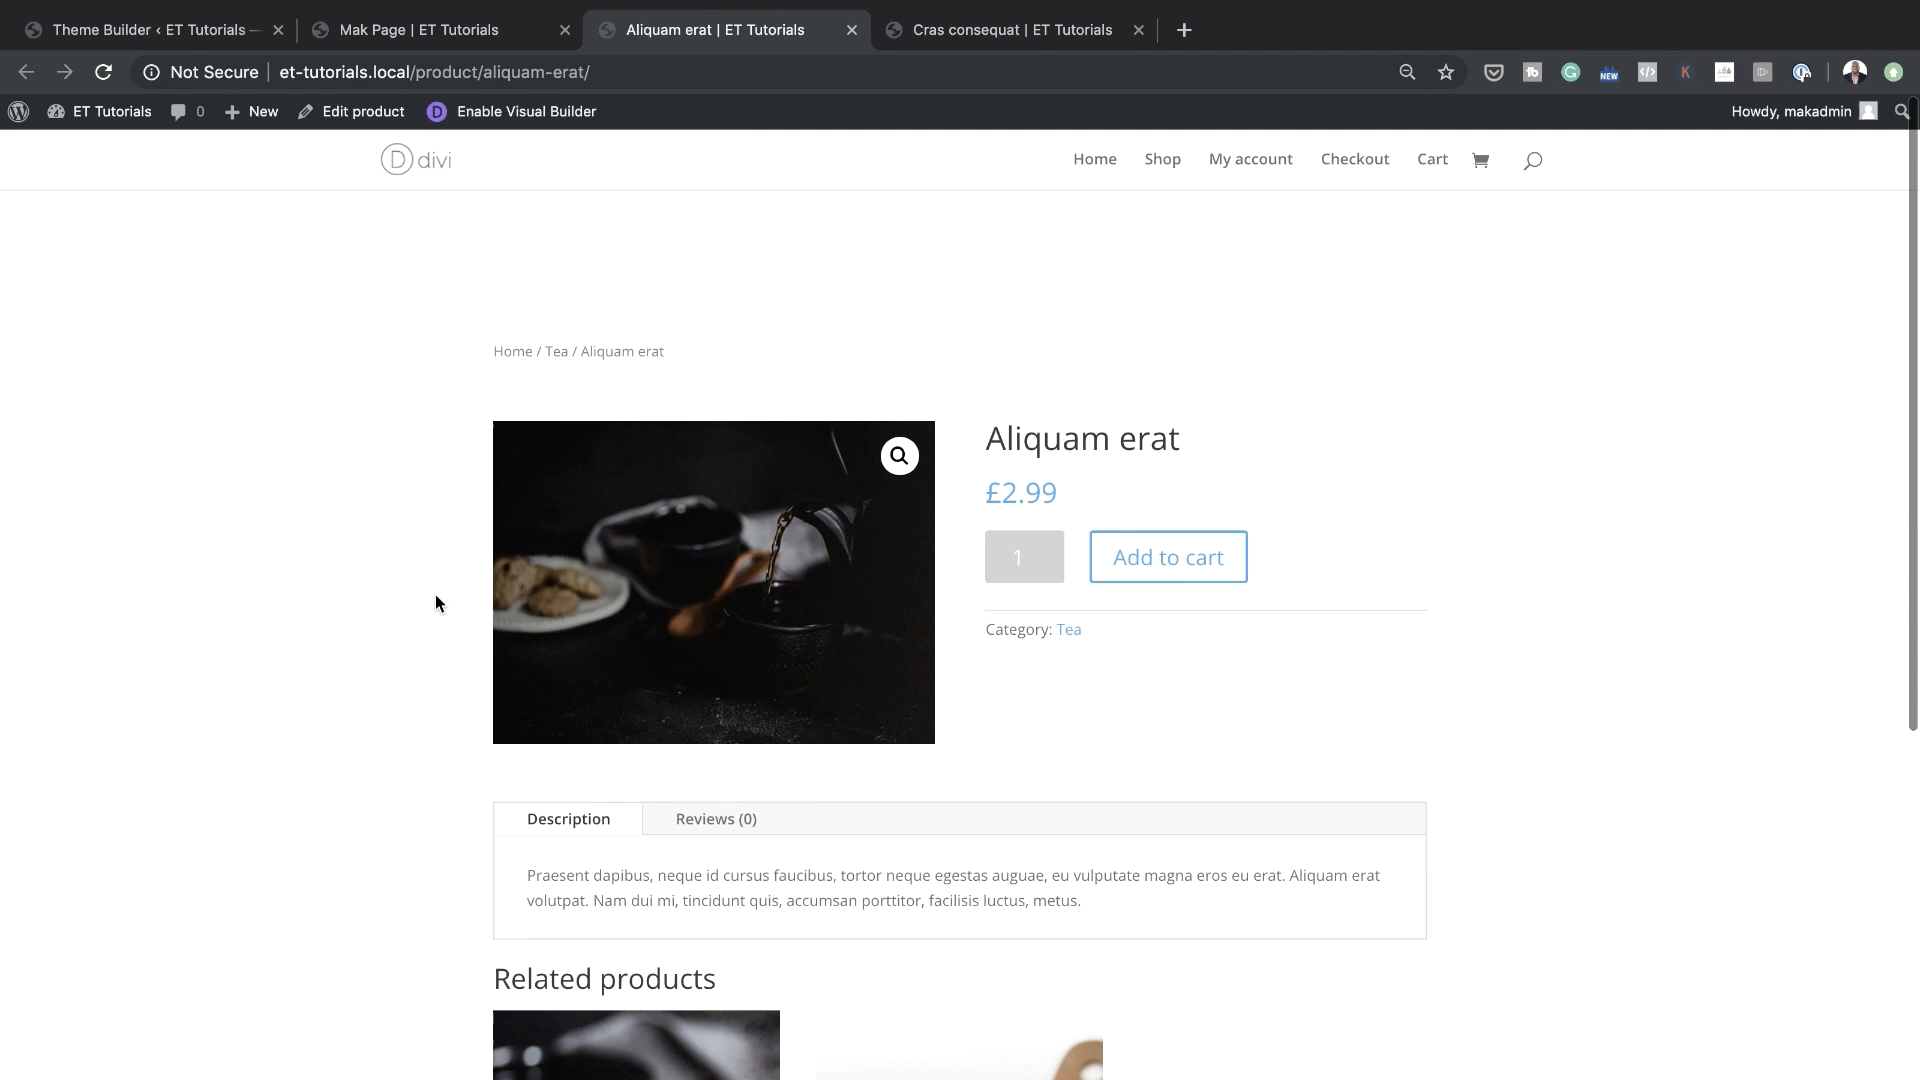 Theme Builder ‹ ET Tutorials —
Mak Page | ET Tutorials
Aliquam erat | ET Tutorials
Cras consequat | ET Tutorials
Not Secure
et-tutorials.local/product/aliquam-erat/
NEW
K
ET Tutorials
0
New
Edit product
D
Enable Visual Builder
Howdy, makadmin
D divi
Home
Shop
My account
Checkout
Cart
Home / Tea / Aliquam erat
Aliquam erat
£2.99
1
Add to cart
Category: Tea
Description
Reviews (0)
Praesent dapibus, neque id cursus faucibus, tortor neque egestas auguae, eu vulputate magna eros eu erat. Aliquam erat
volutpat. Nam dui mi, tincidunt quis, accumsan porttitor, facilisis luctus, metus.
Related products